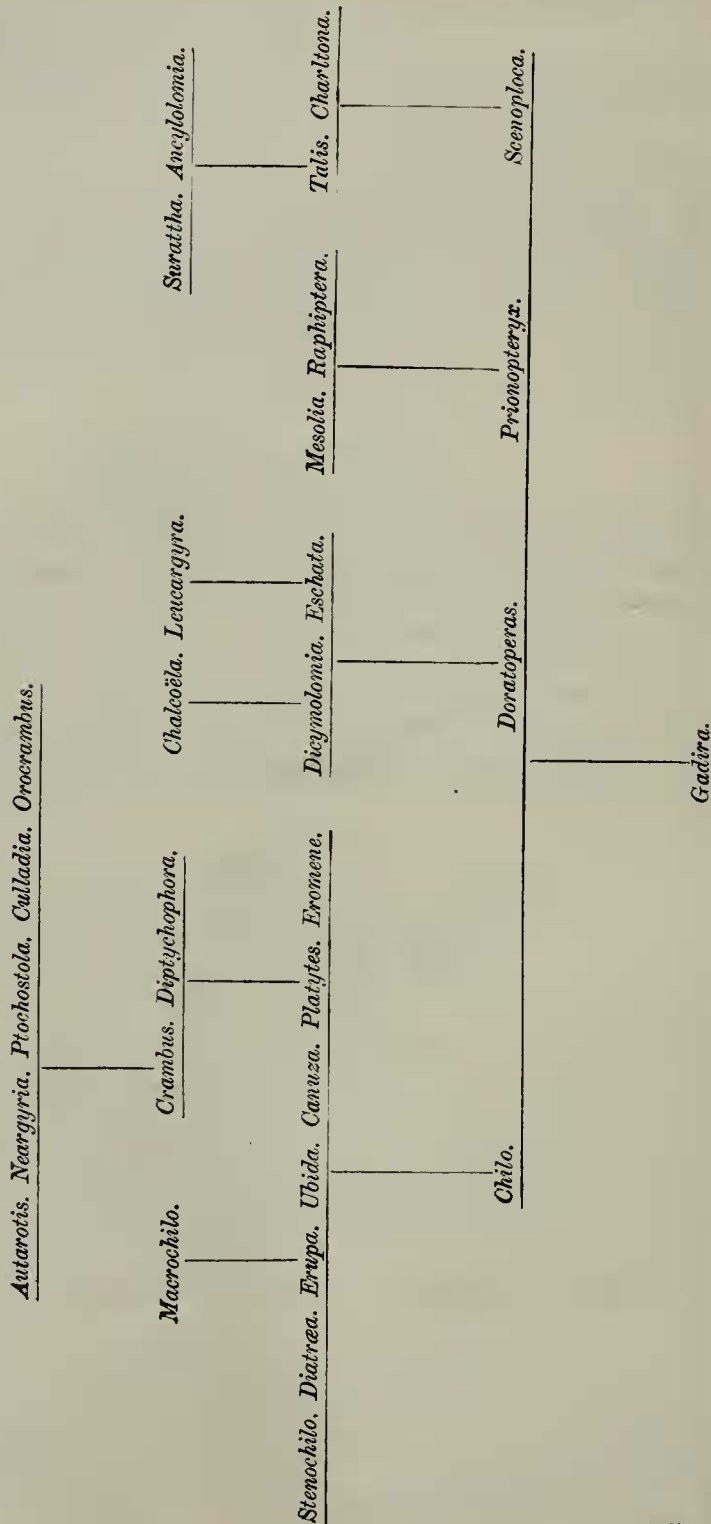 Autarotis. Neargyria. Ptochostola. Culladia. Orocrambus.
Macrochilo.
Crambus. Diptychophora.
Chalcoëla. Leucargyra.
Surattha. Ancylolomia.
Stenochilo. Diatræa. Erupa. Ubida. Canuza. Platytes. Eromene.
Dicymolomia. Eschata.
Mesolia. Raphiptera.
Talis. Charltona.
Chilo.
Doratoperas.
Prionopteryx.
Scenoploca.
Gadira.